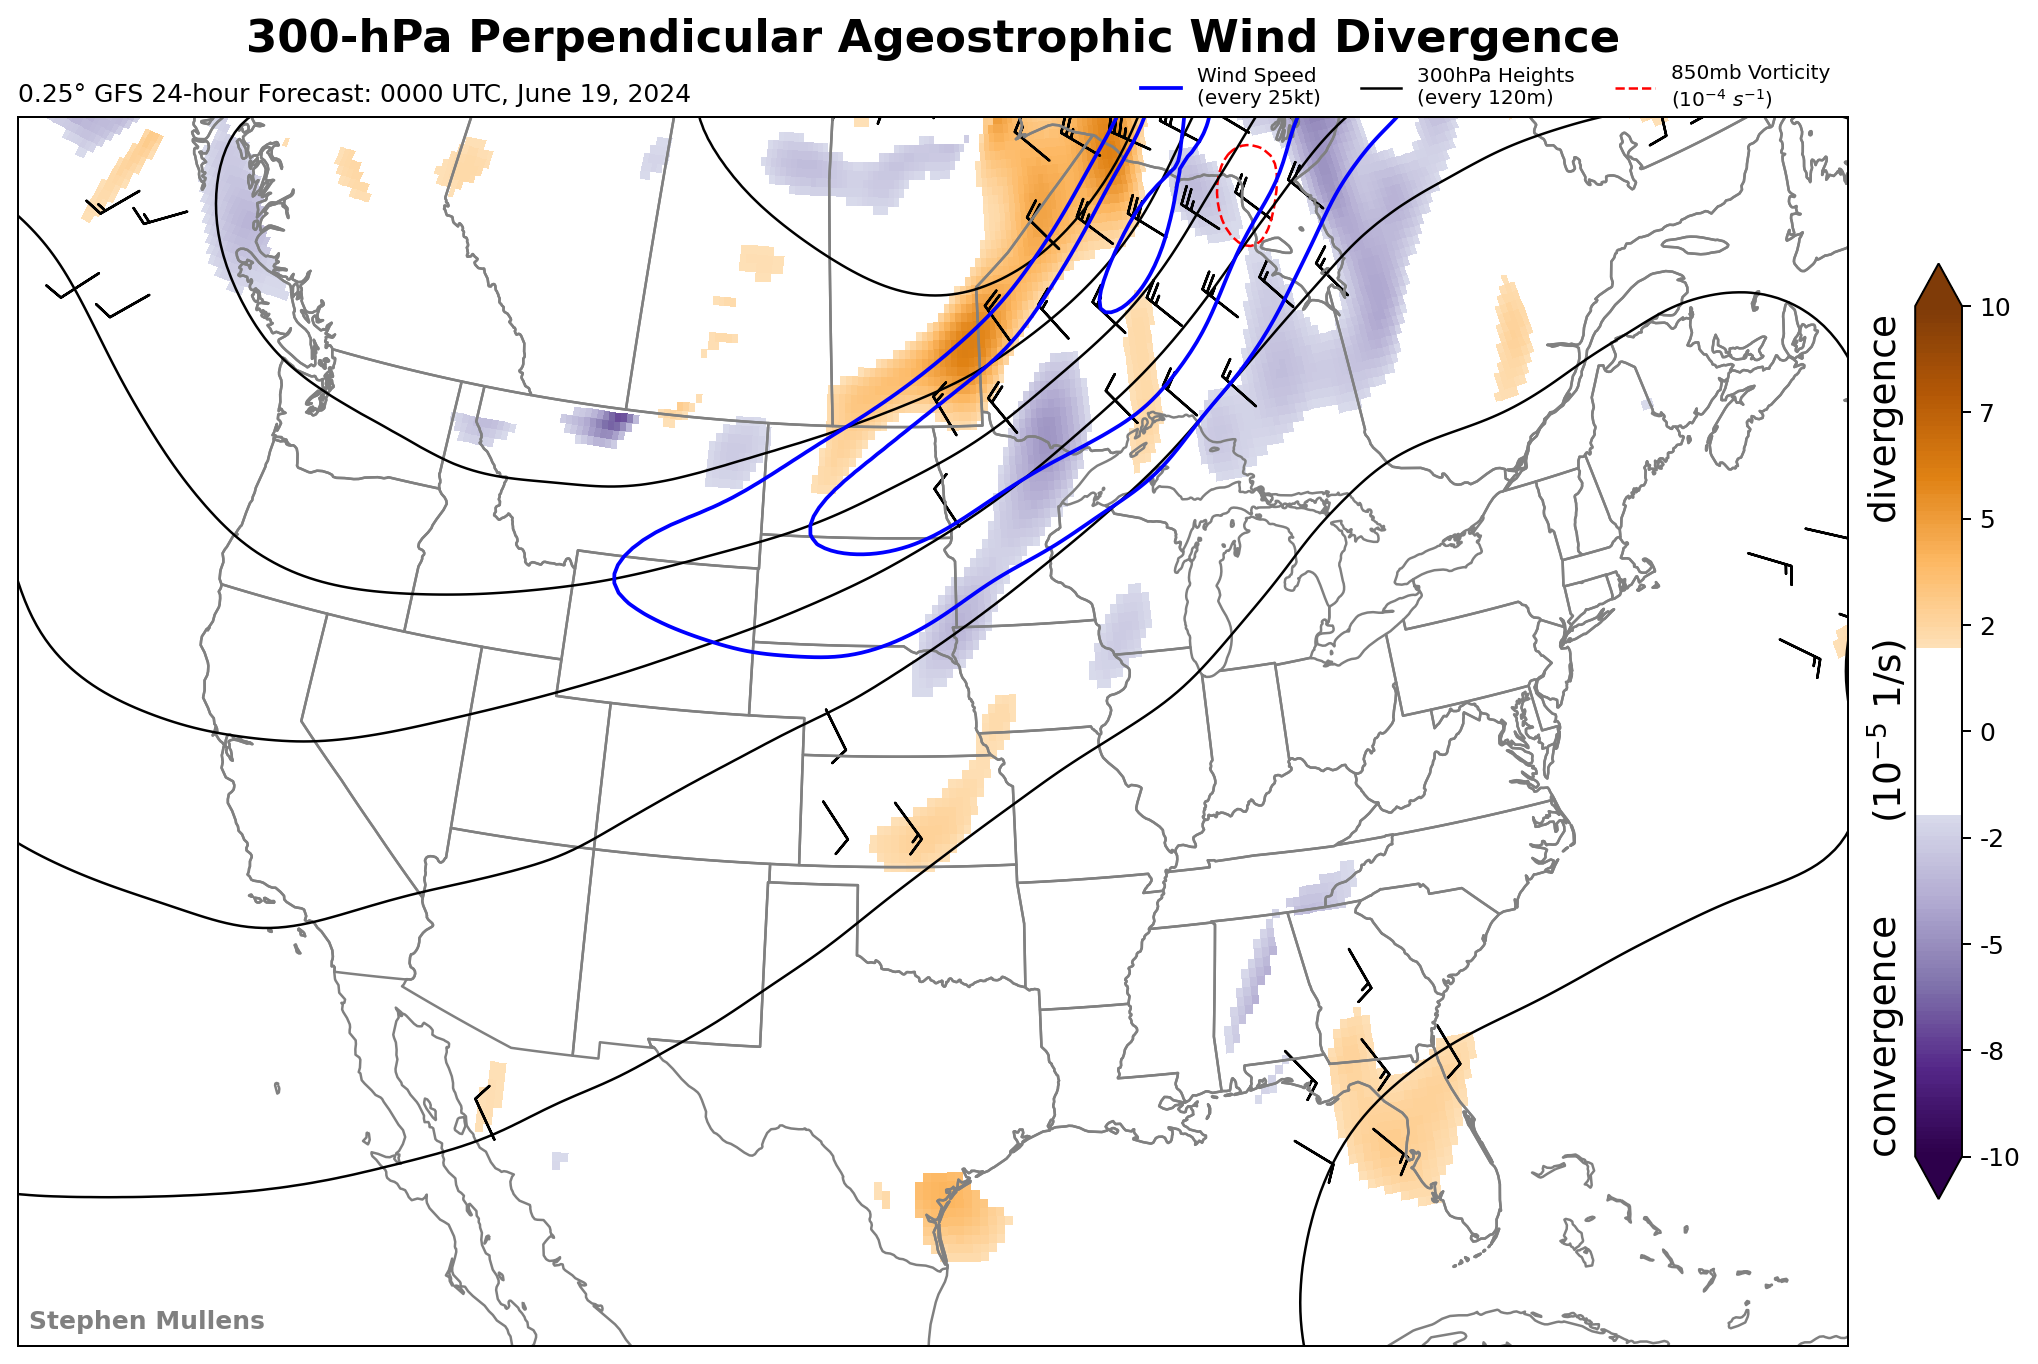 300-hPa Perpendicular Ageostrophic Wind Divergence
0.25° GFS 24-hour Forecast: 0000 UTC, June 19, 2024
Wind Speed
(every 25kt)
300hPa Heights
(every 120m)
850mb Vorticity
(10⁻⁴ s⁻¹)
10
7
5
2
0
-2
-5
-8
-10
convergence (10⁻⁵ 1/s) divergence
Stephen Mullens